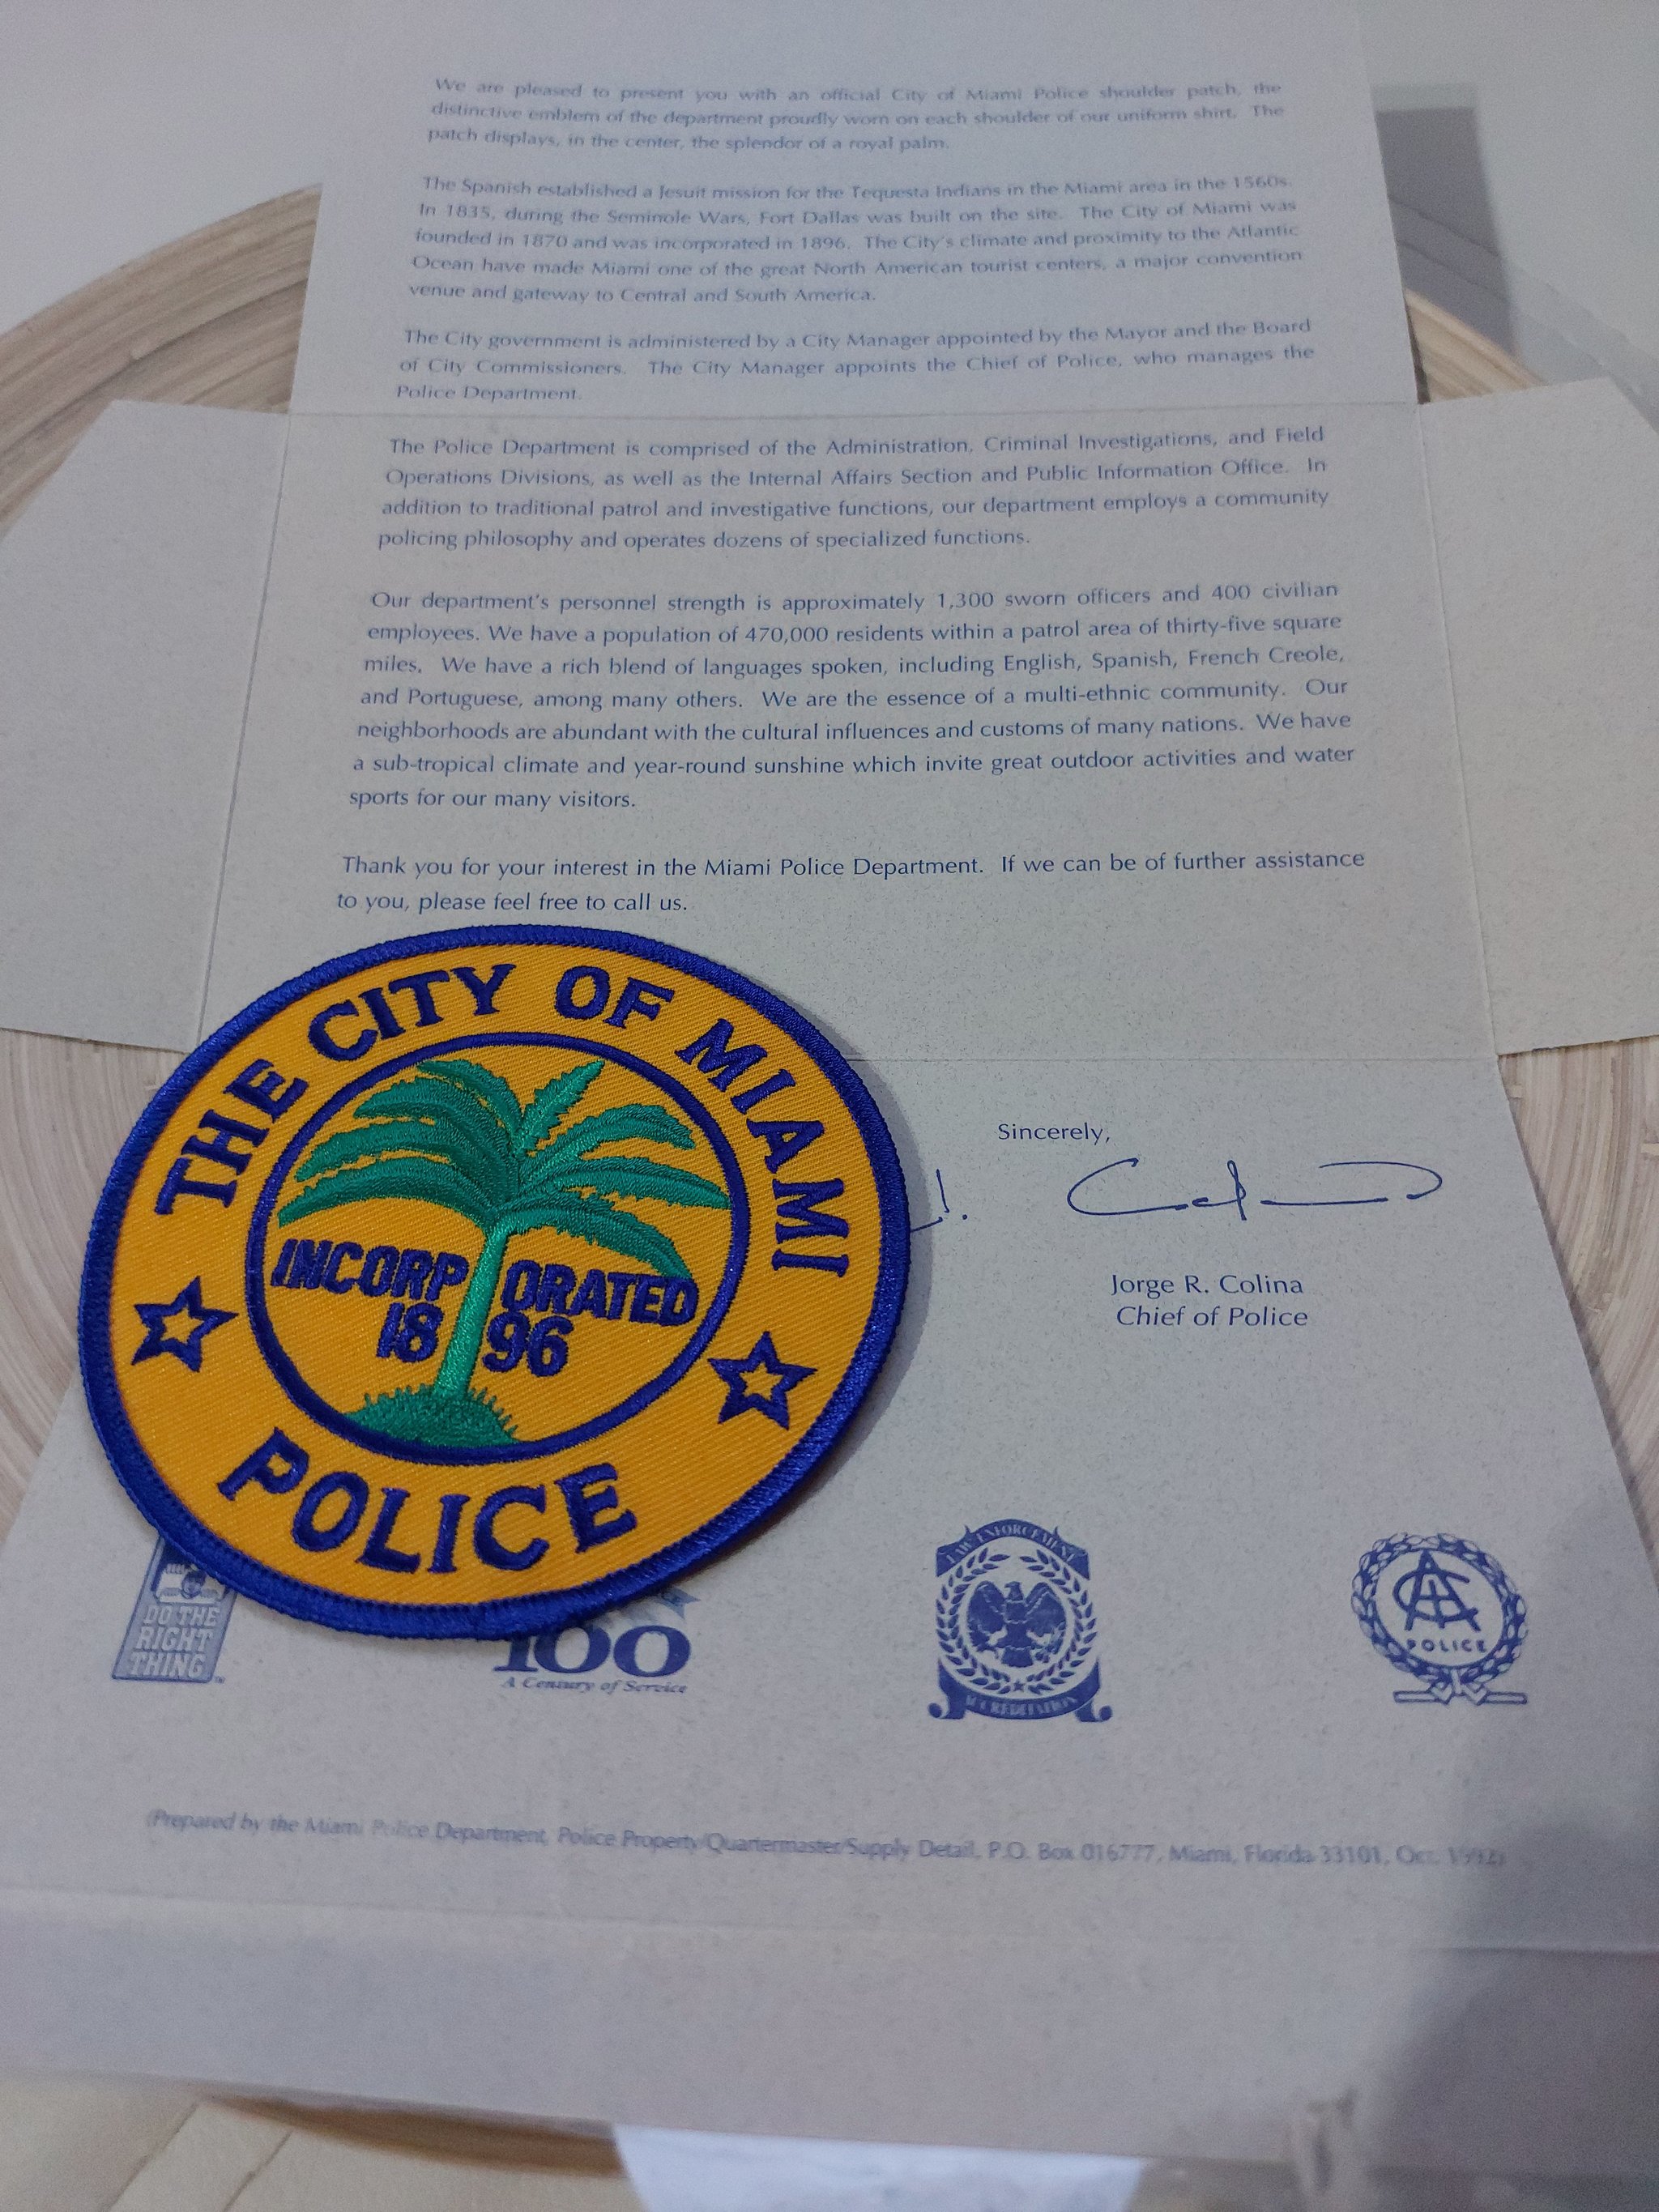 We are pleased to present you with an official City of Miami Police shoulder patch, the
distinctive emblem of the department proudly worn on each shoulder of our uniform shirt. The
patch displays, in the center, the splendor of a royal palm.
The Spanish established a Jesuit mission for the Tequesta Indians in the Miami area in the 1560s.
In 1835, during the Seminole Wars, Fort Dallas was built on the site. The City of Miami was
founded in 1870 and was incorporated in 1896. The City's climate and proximity to the Atlantic
Ocean have made Miami one of the great North American tourist centers, a major convention
venue and gateway to Central and South America.
The City government is administered by a City Manager appointed by the Mayor and the Board
of City Commissioners. The City Manager appoints the Chief of Police, who manages the
Police Department.
The Police Department is comprised of the Administration, Criminal Investigations, and Field
Operations Divisions, as well as the Internal Affairs Section and Public Information Office. In
addition to traditional patrol and investigative functions, our department employs a community
policing philosophy and operates dozens of specialized functions.
Our department's personnel strength is approximately 1,300 sworn officers and 400 civilian
employees. We have a population of 470,000 residents within a patrol area of thirty-five square
miles. We have a rich blend of languages spoken, including English, Spanish, French Creole,
and Portuguese, among many others. We are the essence of a multi-ethnic community. Our
neighborhoods are abundant with the cultural influences and customs of many nations. We have
a sub-tropical climate and year-round sunshine which invite great outdoor activities and water
sports for our many visitors.
Thank you for your interest in the Miami Police Department. If we can be of further assistance
to you, please feel free to call us.
Sincerely,
Jorge R. Colina
Chief of Police
THE CITY OF MIAMI
INCORPORATED
1896
POLICE
DO THE
RIGHT
THING
100
A Century of Service
LAW ENFORCEMENT
ACCREDITATION
POLICE
(Prepared by the Miami Police Department, Police Property/Quartermaster/Supply Detail, P.O. Box 016777, Miami, Florida 33101, Oct. 1992)